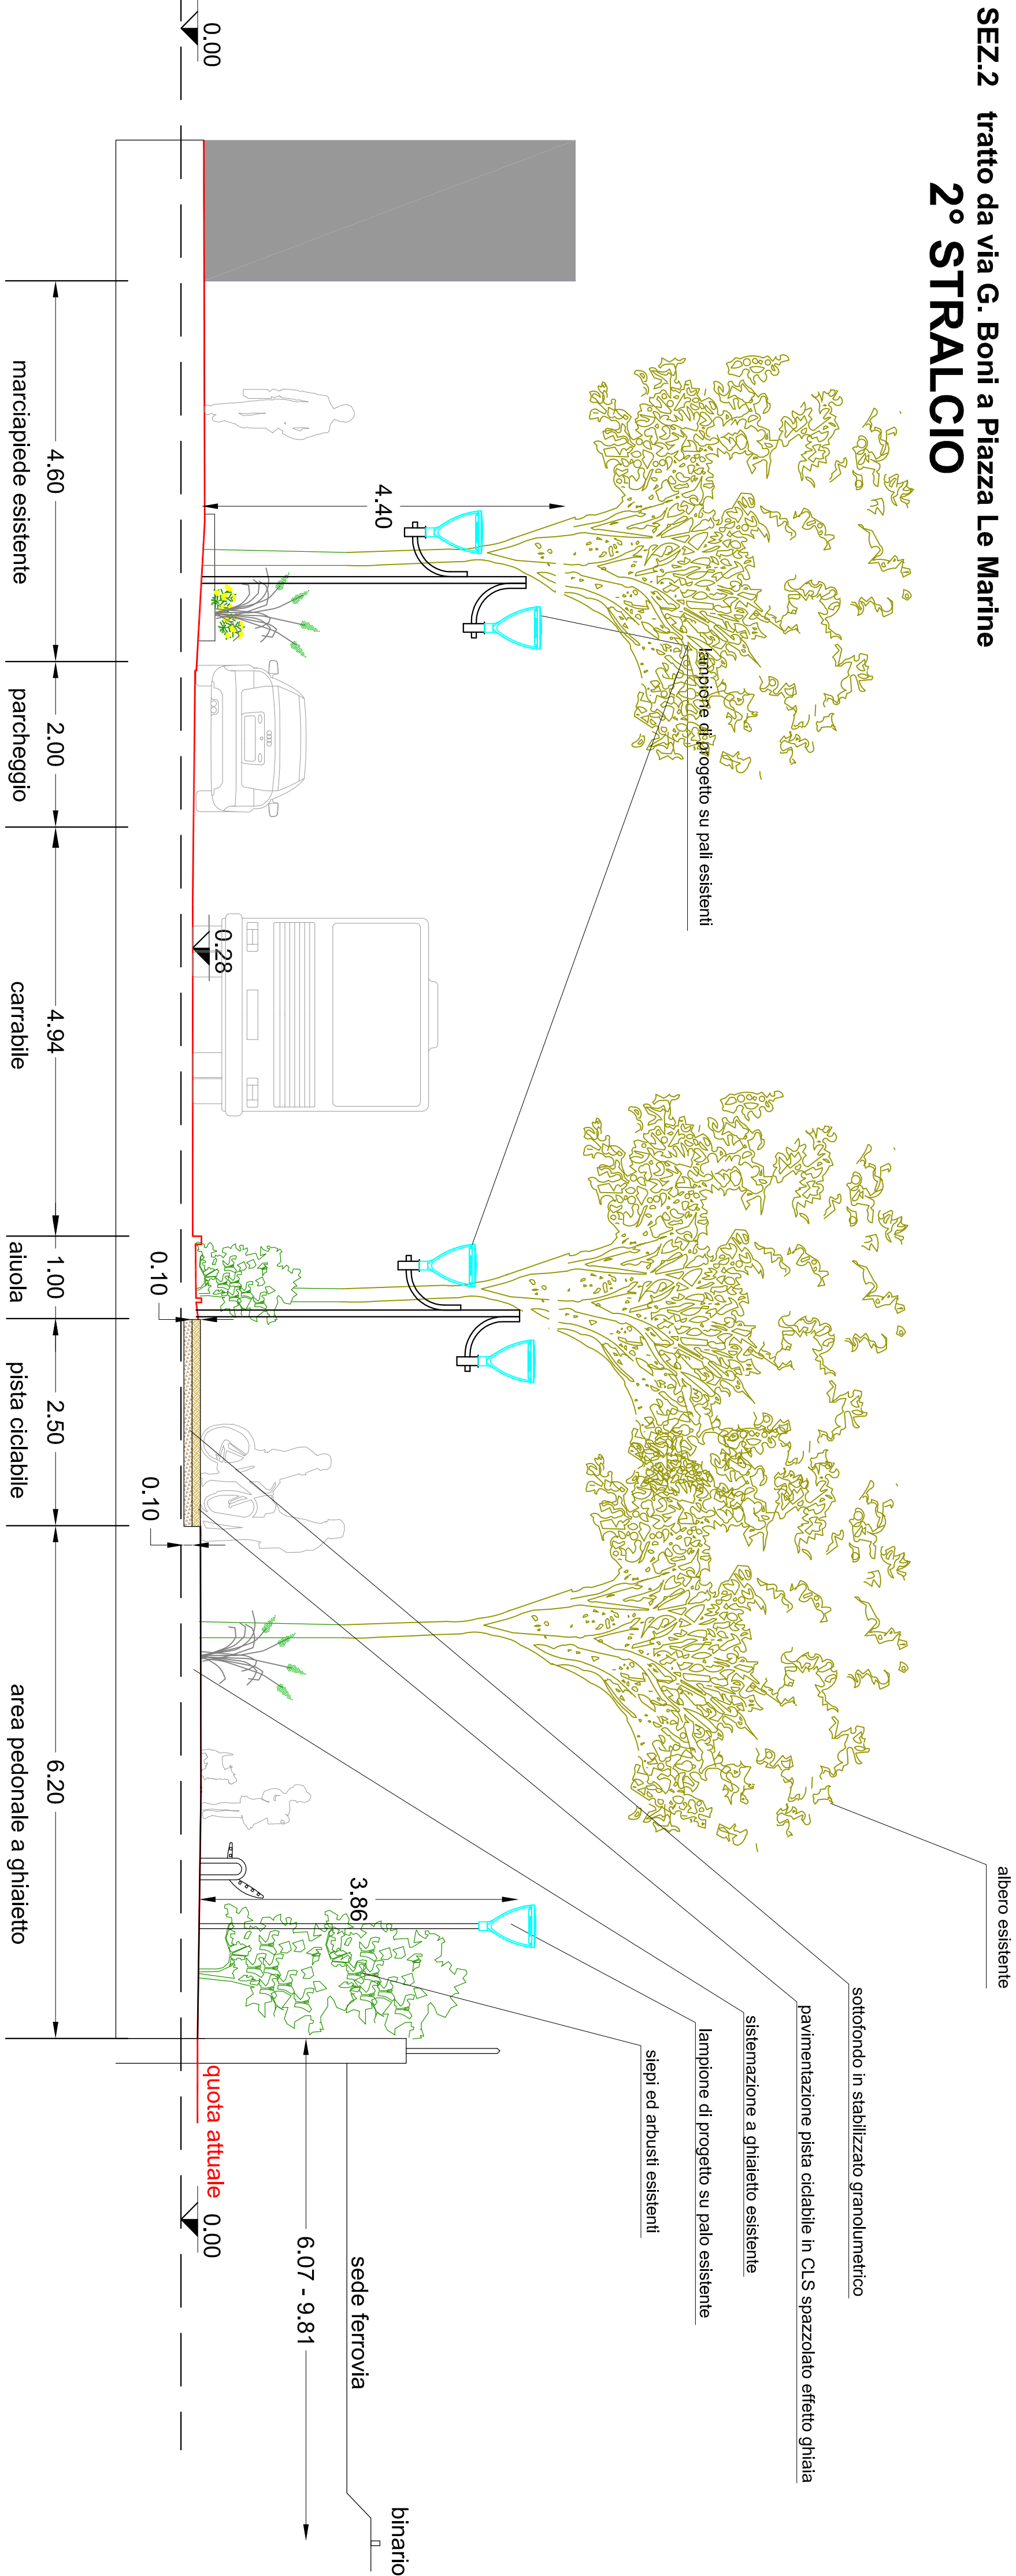 SEZ.2 tratto da via G. Boni a Piazza Le Marine
2° STRALCIO
albero esistente
sottofondo in stabilizzato granolumetrico
pavimentazione pista ciclabile in CLS spazzolato effetto ghiaia
sistemazione a ghiaietto esistente
lampione di progetto su palo esistente
siepi ed arbusti esistenti
lampione di progetto su pali esistenti
4.40
3.86
binario
sede ferrovia
6.07 - 9.81
0.00
0.28
quota attuale
0.00
0.10
0.10
4.60
2.00
4.94
1.00
2.50
6.20
marciapiede esistente
parcheggio
carrabile
aiuola
pista ciclabile
area pedonale a ghiaietto